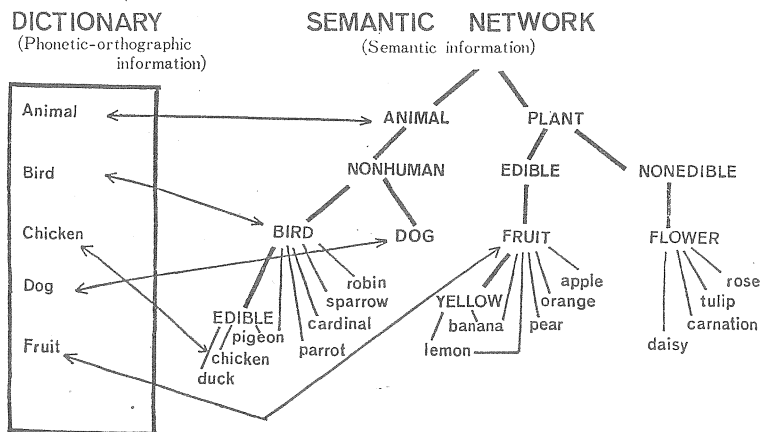 DICTIONARY
(Phonetic-orthographic
information)
Animal
Bird
Chicken
Dog
Fruit
SEMANTIC NETWORK
(Semantic information)
ANIMAL
PLANT
NONHUMAN
EDIBLE
NONEDIBLE
BIRD
DOG
FRUIT
FLOWER
robin
sparrow
cardinal
parrot
EDIBLE
pigeon
chicken
duck
YELLOW
banana
lemon
apple
orange
pear
rose
tulip
carnation
daisy